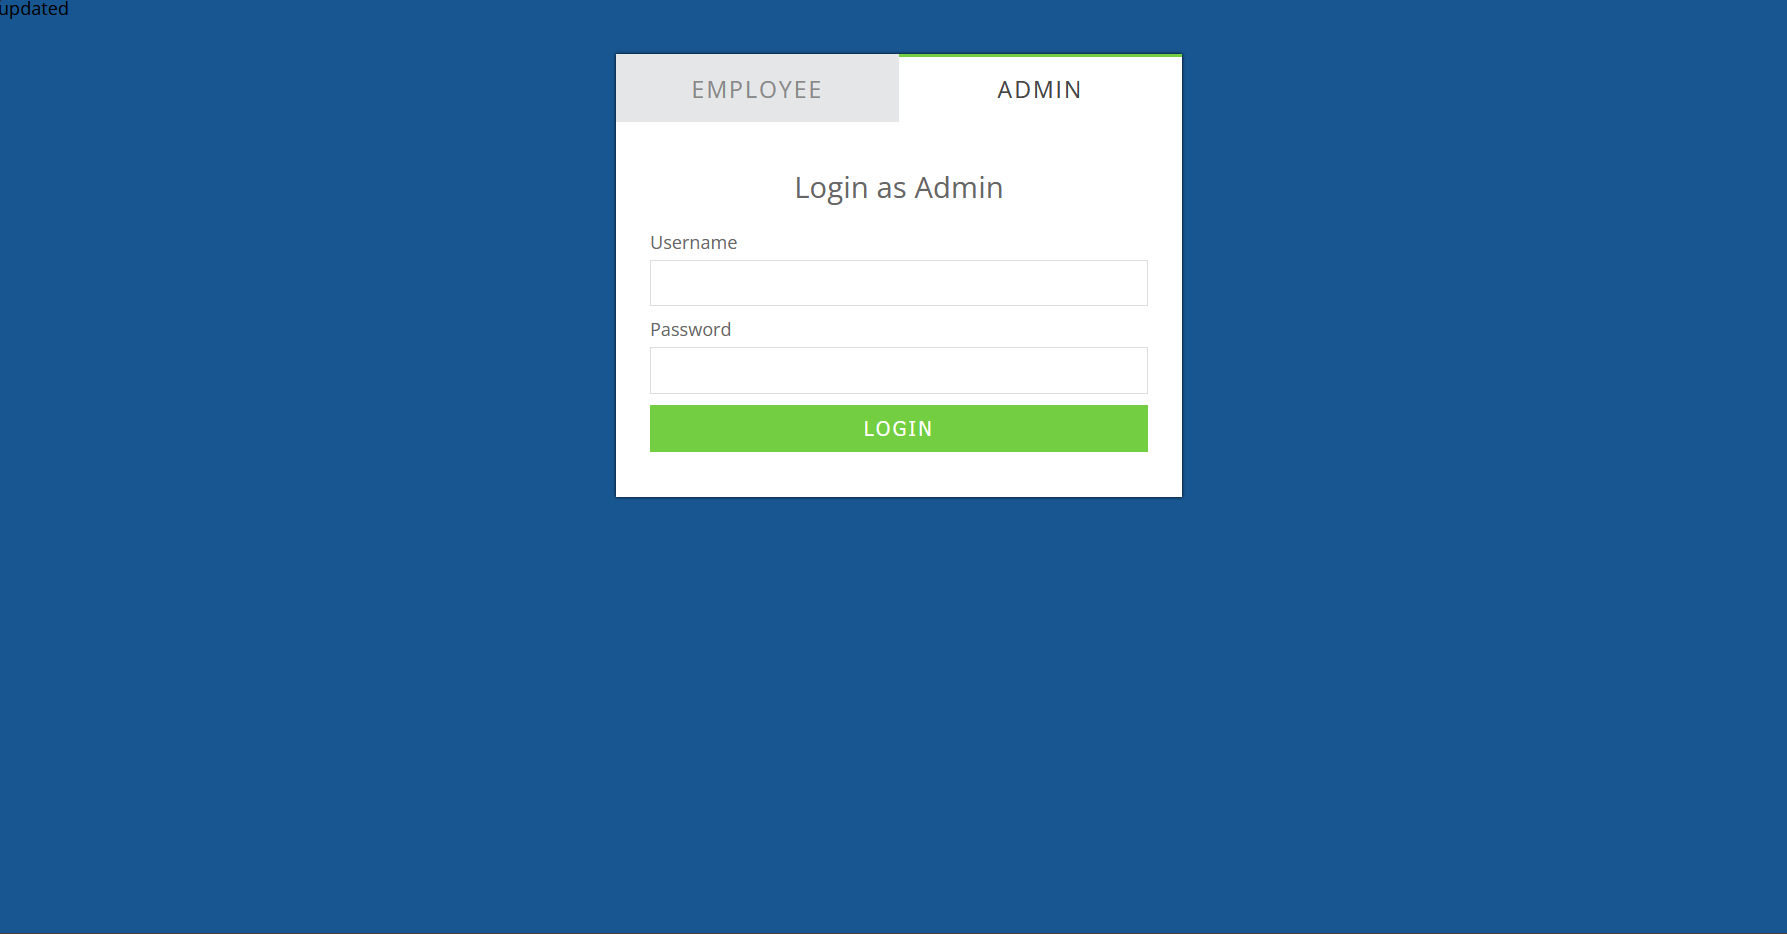 updated
EMPLOYEE
ADMIN
Login as Admin
Username
Password
LOGIN